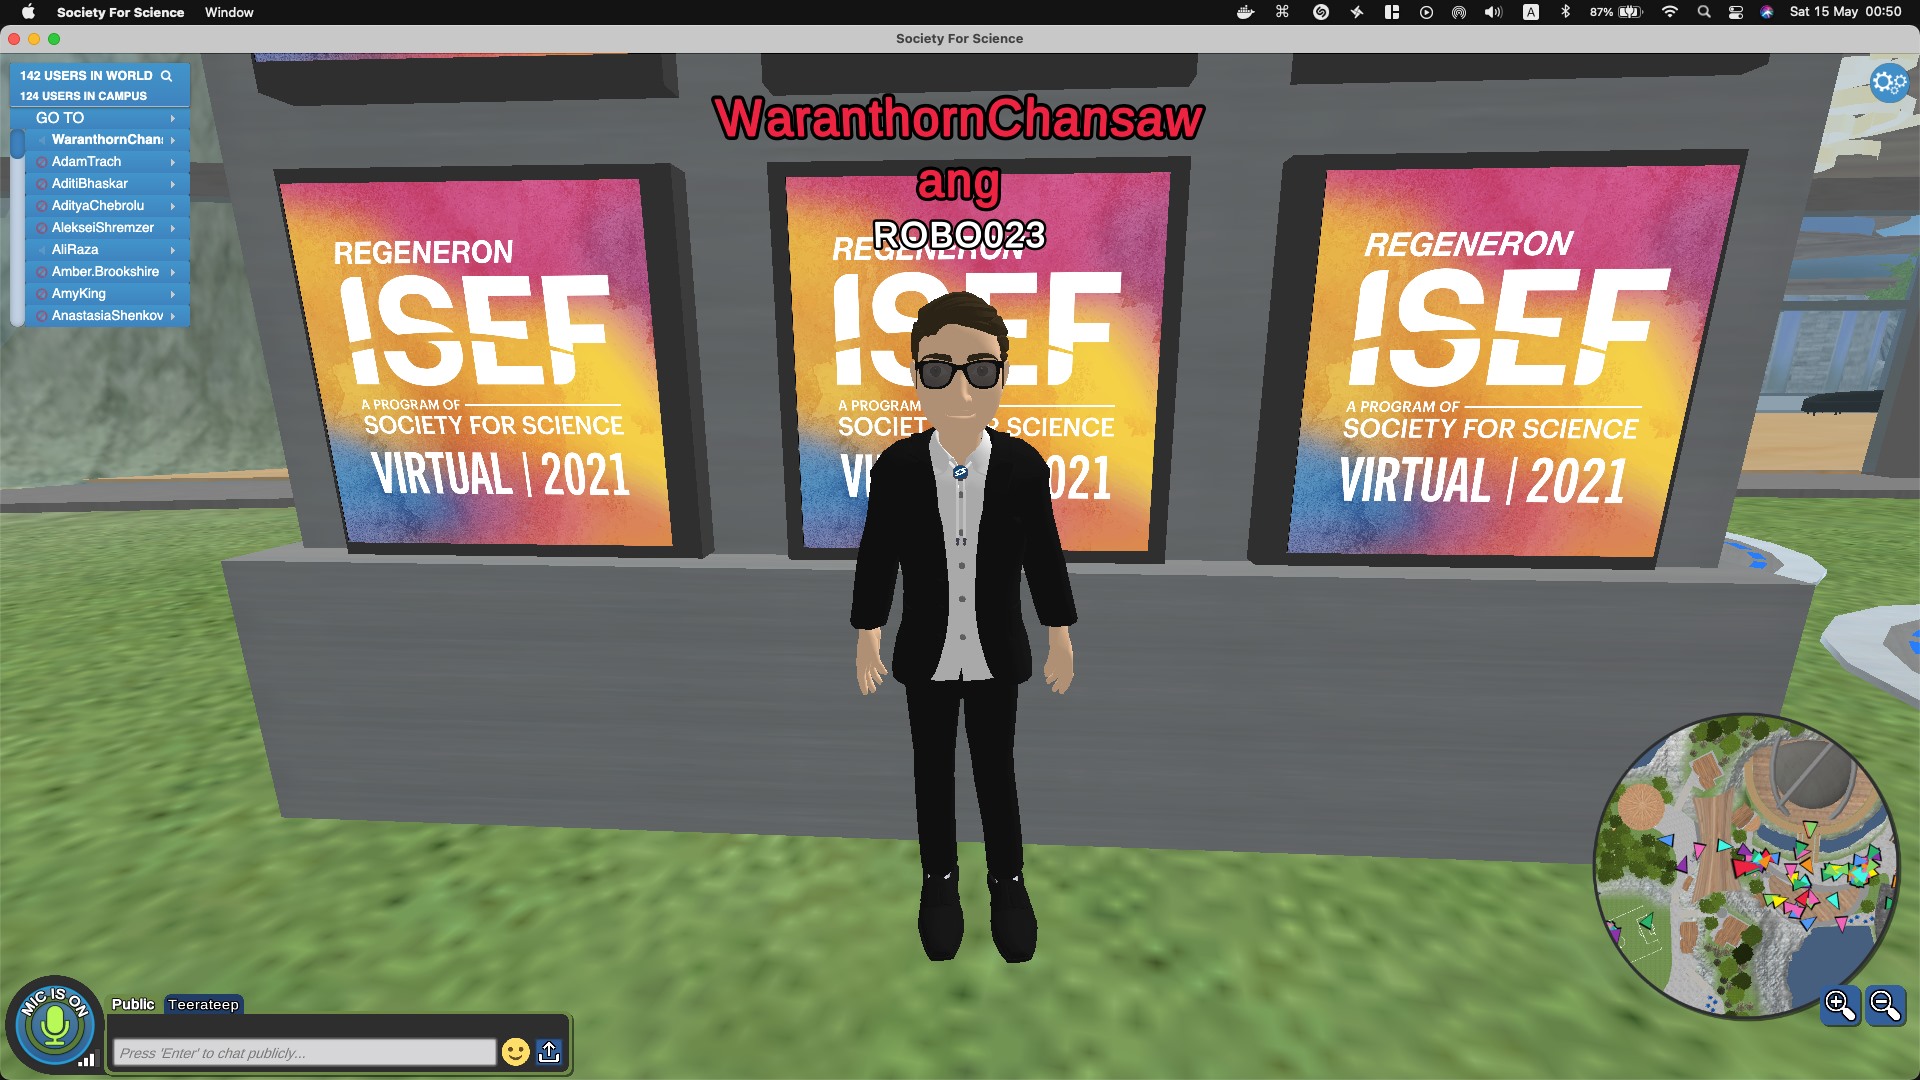 Society For Science Window
A
87%
Sat 15 May 00:50
Society For Science
142 USERS IN WORLD
124 USERS IN CAMPUS
GO TO
WaranthornChan
AdamTrach
AditiBhaskar
AdityaChebrolu
AlekseiShremzer
AliRaza
Amber.Brookshire
AmyKing
AnastasiaShenkov
WaranthornChansaw
ang
ROBO023
REGENERON
ISEF
A PROGRAM OF
SOCIETY FOR SCIENCE
VIRTUAL | 2021
REGENERON
ISEF
A PROGRAM
SOCIET R SCIENCE
VI 021
REGENERON
ISEF
A PROGRAM OF
SOCIETY FOR SCIENCE
VIRTUAL | 2021
MIC IS ON
Public Teerateep
Press 'Enter' to chat publicly...